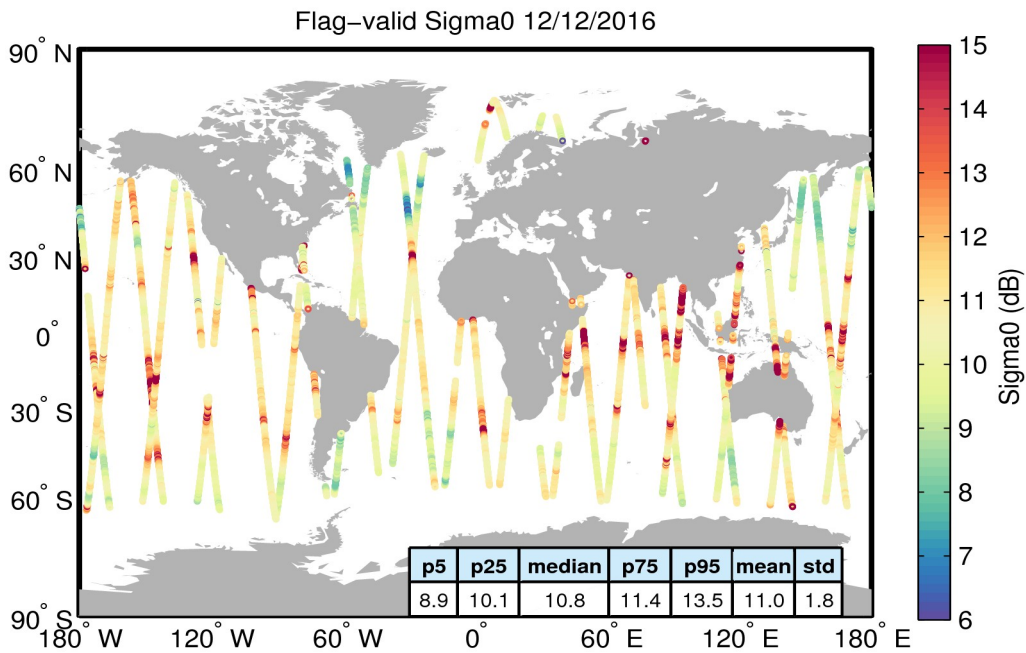 Flag-valid Sigma0 12/12/2016
90° N
60° N
30° N
0°
30° S
60° S
90° S
180° W
120° W
60° W
0°
60° E
120° E
180° E
p5 p25 median p75 p95 mean std
8.9 10.1 10.8 11.4 13.5 11.0 1.8
15
14
13
12
11
10
9
8
7
6
Sigma0 (dB)